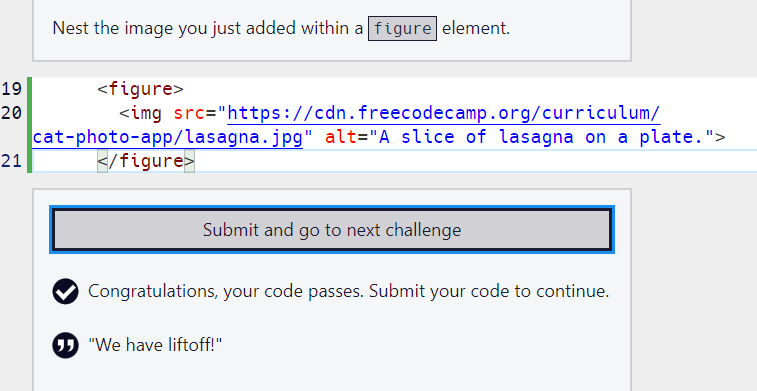 Nest the image you just added within a figure element.
19 <figure>
20 <img src="https://cdn.freecodecamp.org/curriculum/
cat-photo-app/lasagna.jpg" alt="A slice of lasagna on a plate.">
21 </figure>
Submit and go to next challenge
Congratulations, your code passes. Submit your code to continue.
"We have liftoff!"